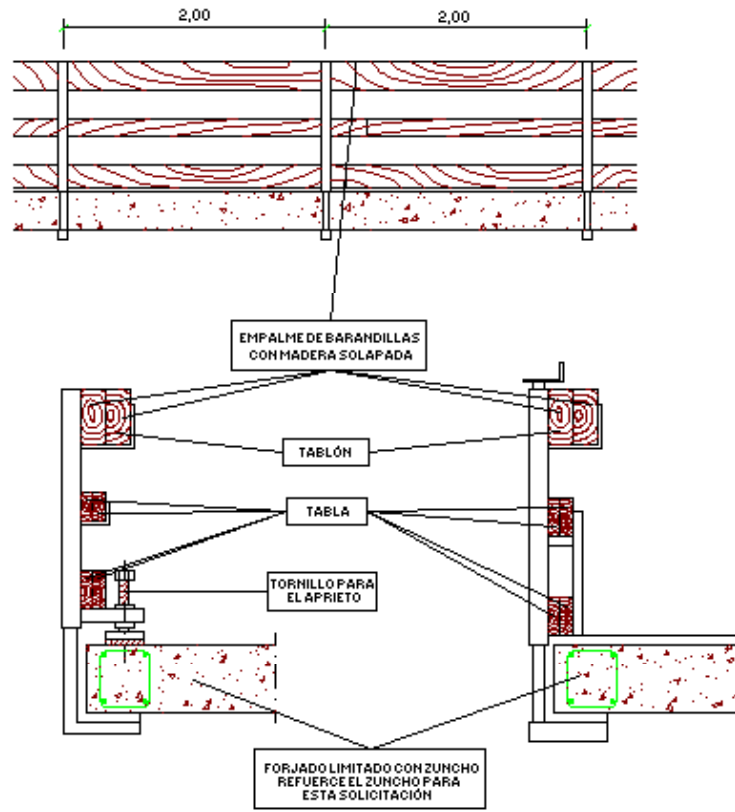 2,00
2,00
EMPALME DE BARANDILLAS
CON MADERA SOLAPADA
TABLÓN
TABLA
TORNILLO PARA
EL APRIETO
FORJADO LIMITADO CON ZUNCHO
REFUERCE EL ZUNCHO PARA
ESTA SOLICITACIÓN